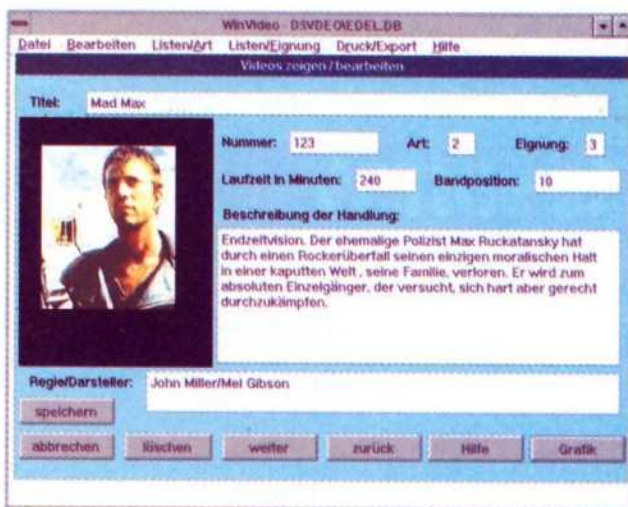 WinVideo - D:\VDEO\EDEL.DB
Datei Bearbeiten Listen/Art Listen/Eignung Druck/Export Hilfe
Videos zeigen/bearbeiten
Titel: Mad Max
Nummer: 123 Art: 2 Eignung: 3
Laufzeit in Minuten: 240 Bandposition: 10
Beschreibung der Handlung:
Endzeitvision. Der ehemalige Polizist Max Ruckatansky hat
durch einen Rockerüberfall seinen einzigen moralischen Halt
in einer kaputten Welt , seine Familie, verloren. Er wird zum
absoluten Einzelgänger, der versucht, sich hart aber gerecht
durchzukämpfen.
Regie/Darsteller: John Miller/Mel Gibson
speichern
abbrechen löschen weiter zurück Hilfe Grafik